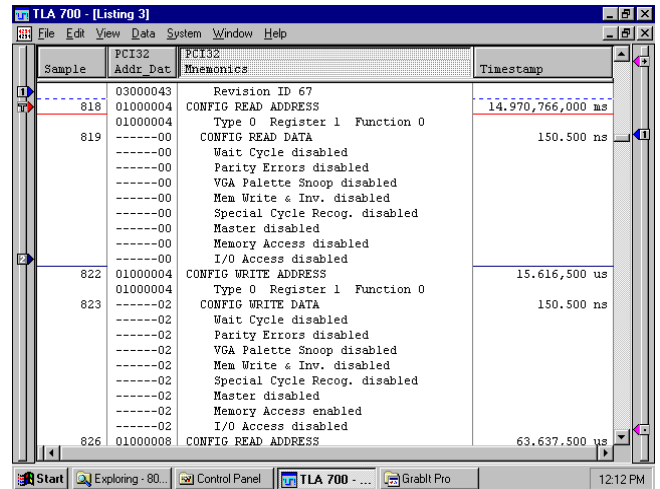 TLA 700 - [Listing 3]
File Edit View Data System Window Help
PCI32 PCI32
Sample Addr_Dat Mnemonics Timestamp
03000043 Revision ID 67
818 01000004 CONFIG READ ADDRESS 14.970,766,000 ms
01000004 Type 0 Register 1 Function 0
819 ------00 CONFIG READ DATA 150.500 ns
------00 Wait Cycle disabled
------00 Parity Errors disabled
------00 VGA Palette Snoop disabled
------00 Mem Write & Inv. disabled
------00 Special Cycle Recog. disabled
------00 Master disabled
------00 Memory Access disabled
------00 I/O Access disabled
822 01000004 CONFIG WRITE ADDRESS 15.616,500 us
01000004 Type 0 Register 1 Function 0
823 ------02 CONFIG WRITE DATA 150.500 ns
------02 Wait Cycle disabled
------02 Parity Errors disabled
------02 VGA Palette Snoop disabled
------02 Mem Write & Inv. disabled
------02 Special Cycle Recog. disabled
------02 Master disabled
------02 Memory Access enabled
------02 I/O Access disabled
826 01000008 CONFIG READ ADDRESS 63.637.500 us
Start Exploring - 80... Control Panel TLA 700 - ... GrabIt Pro 12:12 PM